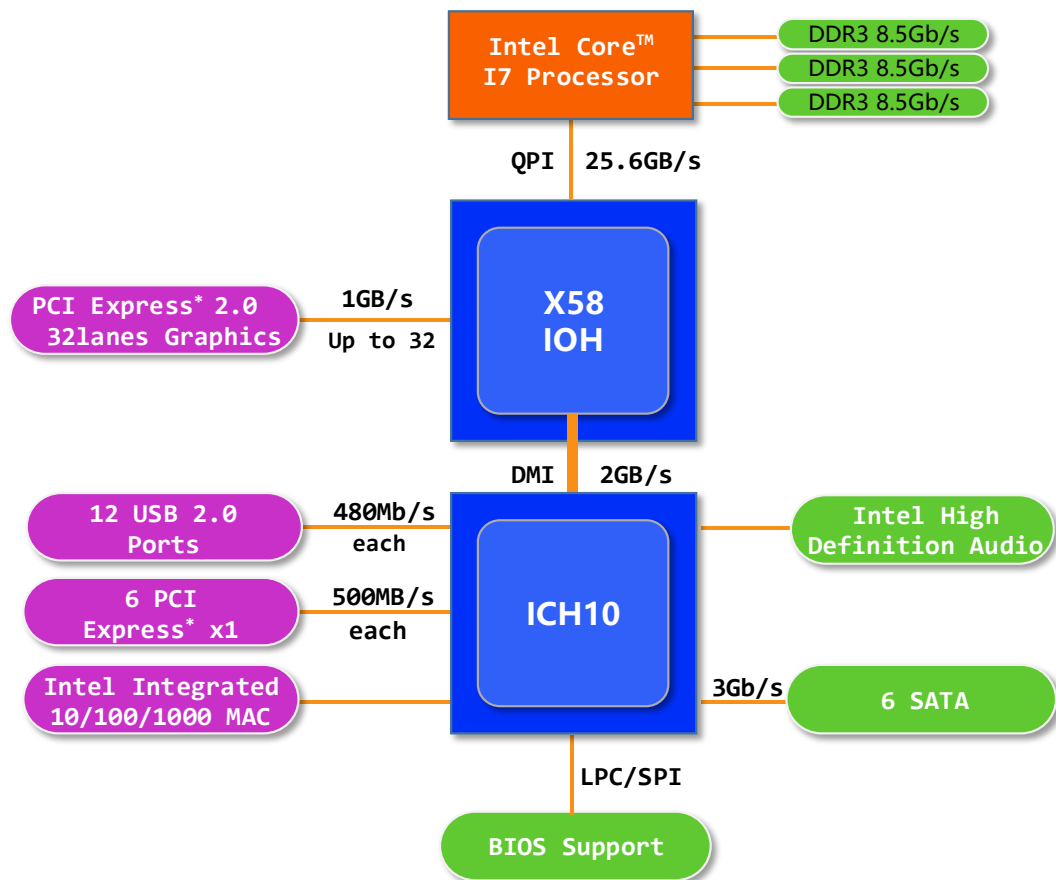 Intel Core™
I7 Processor
DDR3 8.5Gb/s
DDR3 8.5Gb/s
DDR3 8.5Gb/s
QPI 25.6GB/s
X58
IOH
PCI Express* 2.0
32lanes Graphics
1GB/s
Up to 32
DMI 2GB/s
12 USB 2.0
Ports
480Mb/s
each
Intel High
Definition Audio
6 PCI
Express* x1
500MB/s
each
ICH10
Intel Integrated
10/100/1000 MAC
3Gb/s
6 SATA
LPC/SPI
BIOS Support